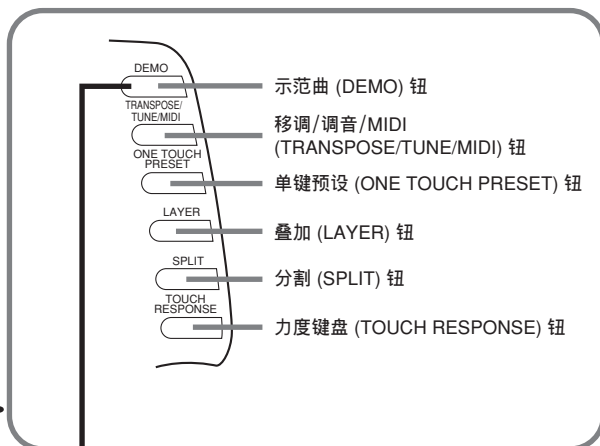 DEMO
示范曲 (DEMO) 钮
TRANSPOSE/
TUNE/MIDI
移调/调音/MIDI
(TRANSPOSE/TUNE/MIDI) 钮
ONE TOUCH
PRESET
单键预设 (ONE TOUCH PRESET) 钮
LAYER
叠加 (LAYER) 钮
SPLIT
分割 (SPLIT) 钮
TOUCH
RESPONSE
力度键盘 (TOUCH RESPONSE) 钮